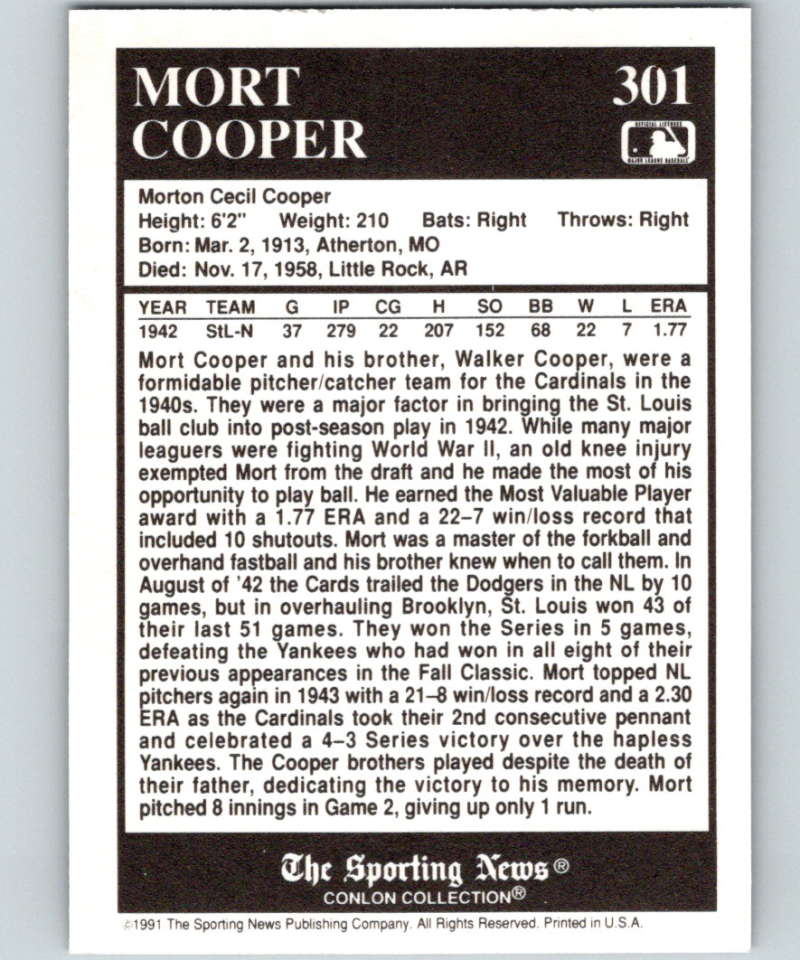 MORT
COOPER
301
OFFICIAL LICENSEE
MAJOR LEAGUE BASEBALL
Morton Cecil Cooper
Height: 6'2" Weight: 210 Bats: Right Throws: Right
Born: Mar. 2, 1913, Atherton, MO
Died: Nov. 17, 1958, Little Rock, AR
YEAR TEAM G IP CG H SO BB W L ERA
1942 StL-N 37 279 22 207 152 68 22 7 1.77
Mort Cooper and his brother, Walker Cooper, were a
formidable pitcher/catcher team for the Cardinals in the
1940s. They were a major factor in bringing the St. Louis
ball club into post-season play in 1942. While many major
leaguers were fighting World War II, an old knee injury
exempted Mort from the draft and he made the most of his
opportunity to play ball. He earned the Most Valuable Player
award with a 1.77 ERA and a 22–7 win/loss record that
included 10 shutouts. Mort was a master of the forkball and
overhand fastball and his brother knew when to call them. In
August of '42 the Cards trailed the Dodgers in the NL by 10
games, but in overhauling Brooklyn, St. Louis won 43 of
their last 51 games. They won the Series in 5 games,
defeating the Yankees who had won in all eight of their
previous appearances in the Fall Classic. Mort topped NL
pitchers again in 1943 with a 21–8 win/loss record and a 2.30
ERA as the Cardinals took their 2nd consecutive pennant
and celebrated a 4–3 Series victory over the hapless
Yankees. The Cooper brothers played despite the death of
their father, dedicating the victory to his memory. Mort
pitched 8 innings in Game 2, giving up only 1 run.
The Sporting News®
CONLON COLLECTION®
©1991 The Sporting News Publishing Company. All Rights Reserved. Printed in U.S.A.